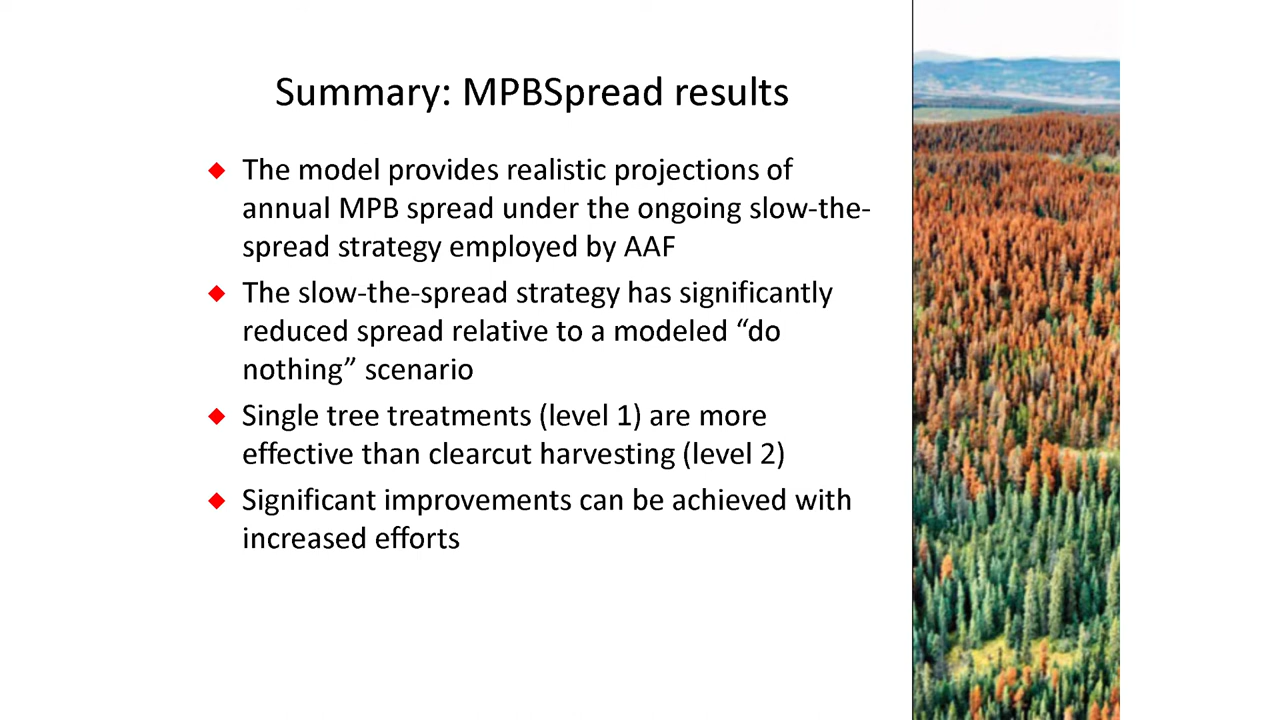 Summary: MPBSpread results
The model provides realistic projections of
annual MPB spread under the ongoing slow-the-
spread strategy employed by AAF
The slow-the-spread strategy has significantly
reduced spread relative to a modeled “do
nothing” scenario
Single tree treatments (level 1) are more
effective than clearcut harvesting (level 2)
Significant improvements can be achieved with
increased efforts